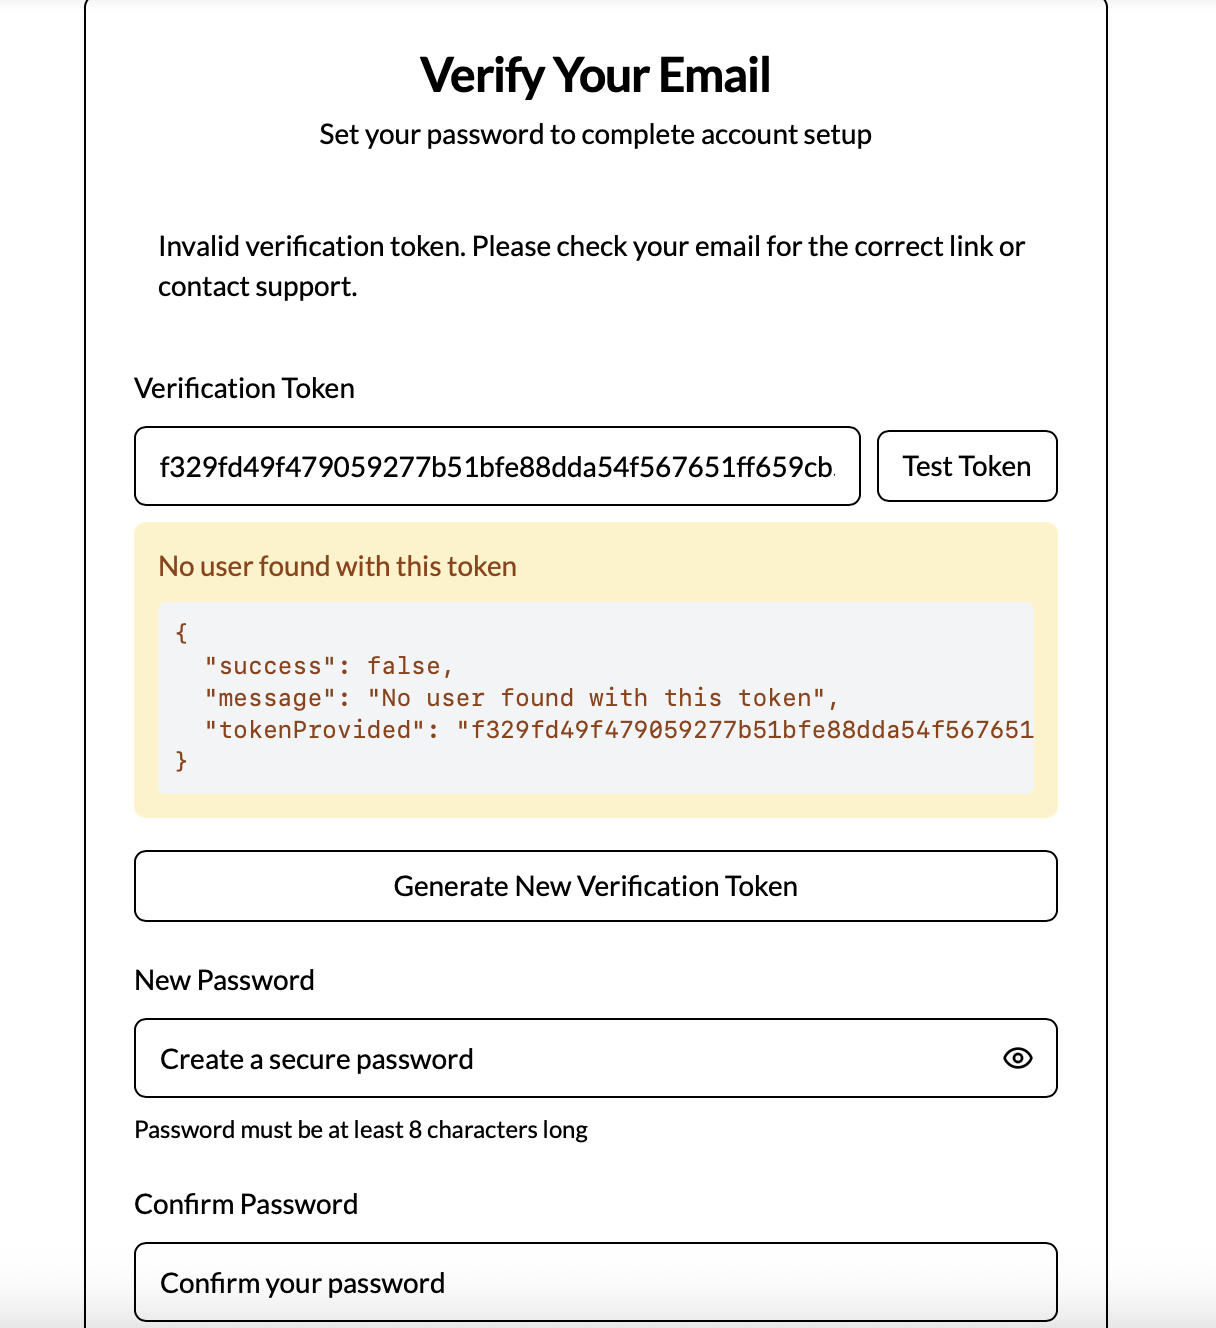 Verify Your Email
Set your password to complete account setup
Invalid verification token. Please check your email for the correct link or
contact support.
Verification Token
f329fd49f479059277b51bfe88dda54f567651ff659cb.
Test Token
No user found with this token
{
"success": false,
"message": "No user found with this token",
"tokenProvided": "f329fd49f479059277b51bfe88dda54f567651
}
Generate New Verification Token
New Password
Create a secure password
Password must be at least 8 characters long
Confirm Password
Confirm your password